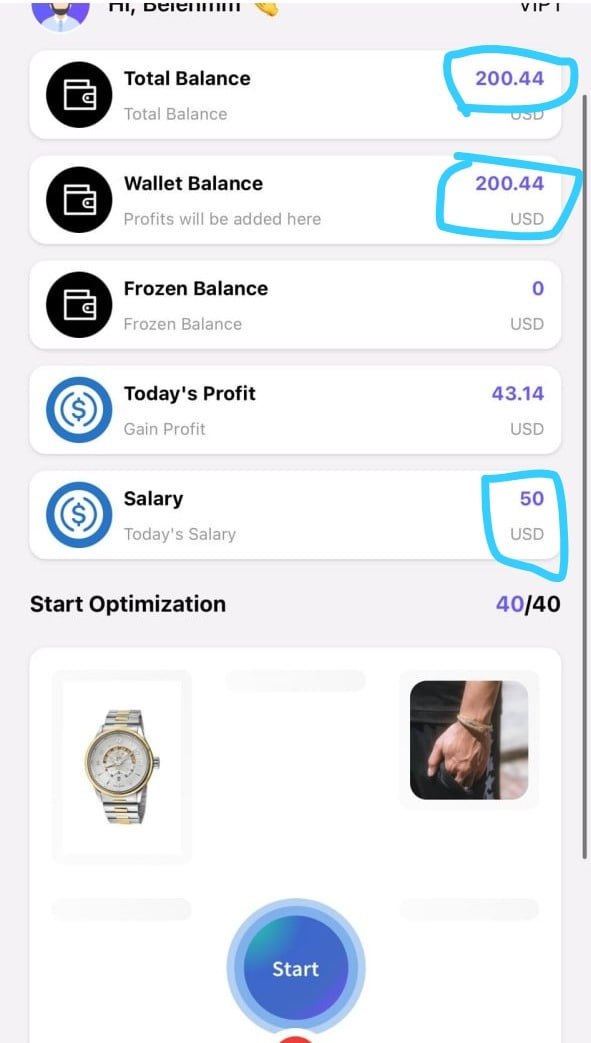 Hi, Belenmm 👋
VIP1
Total Balance
200.44
Total Balance
USD
Wallet Balance
200.44
Profits will be added here
USD
Frozen Balance
0
Frozen Balance
USD
Today's Profit
43.14
Gain Profit
USD
Salary
50
Today's Salary
USD
Start Optimization
40/40
Start